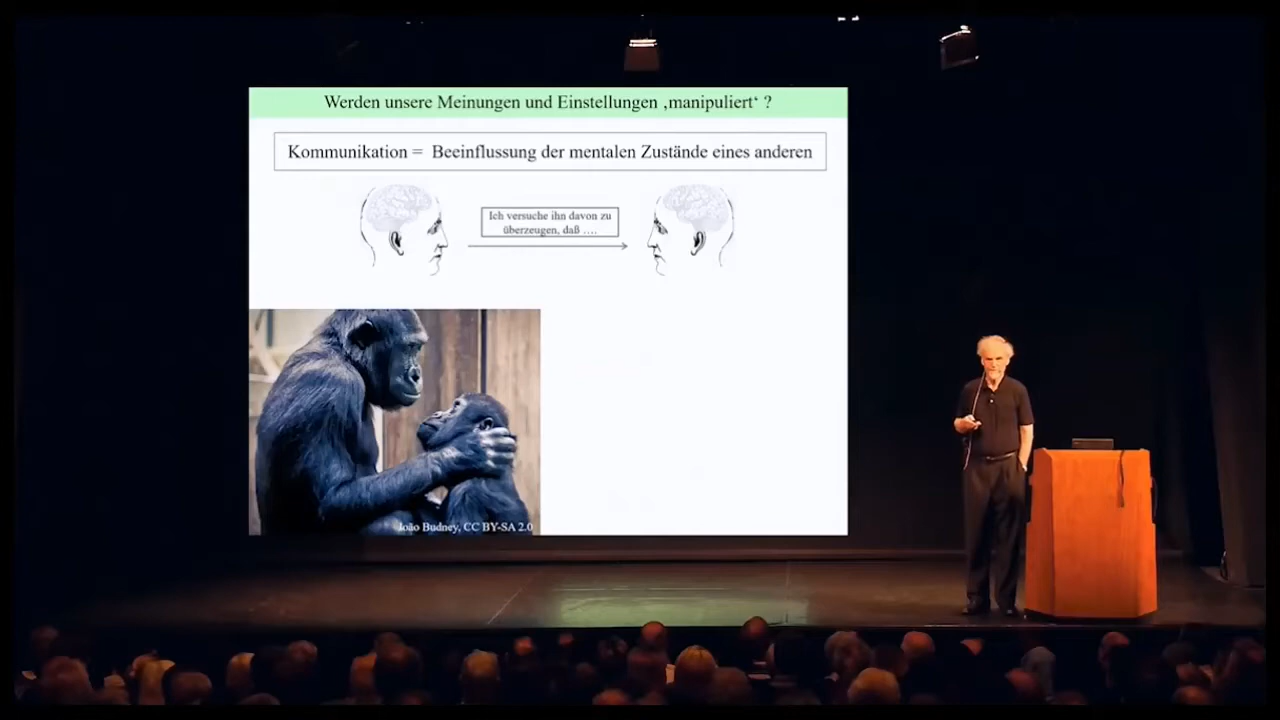 Werden unsere Meinungen und Einstellungen ‚manipuliert‘ ?
Kommunikation = Beeinflussung der mentalen Zustände eines anderen
Ich versuche ihn davon zu
überzeugen, daß ….
João Budney, CC BY-SA 2.0